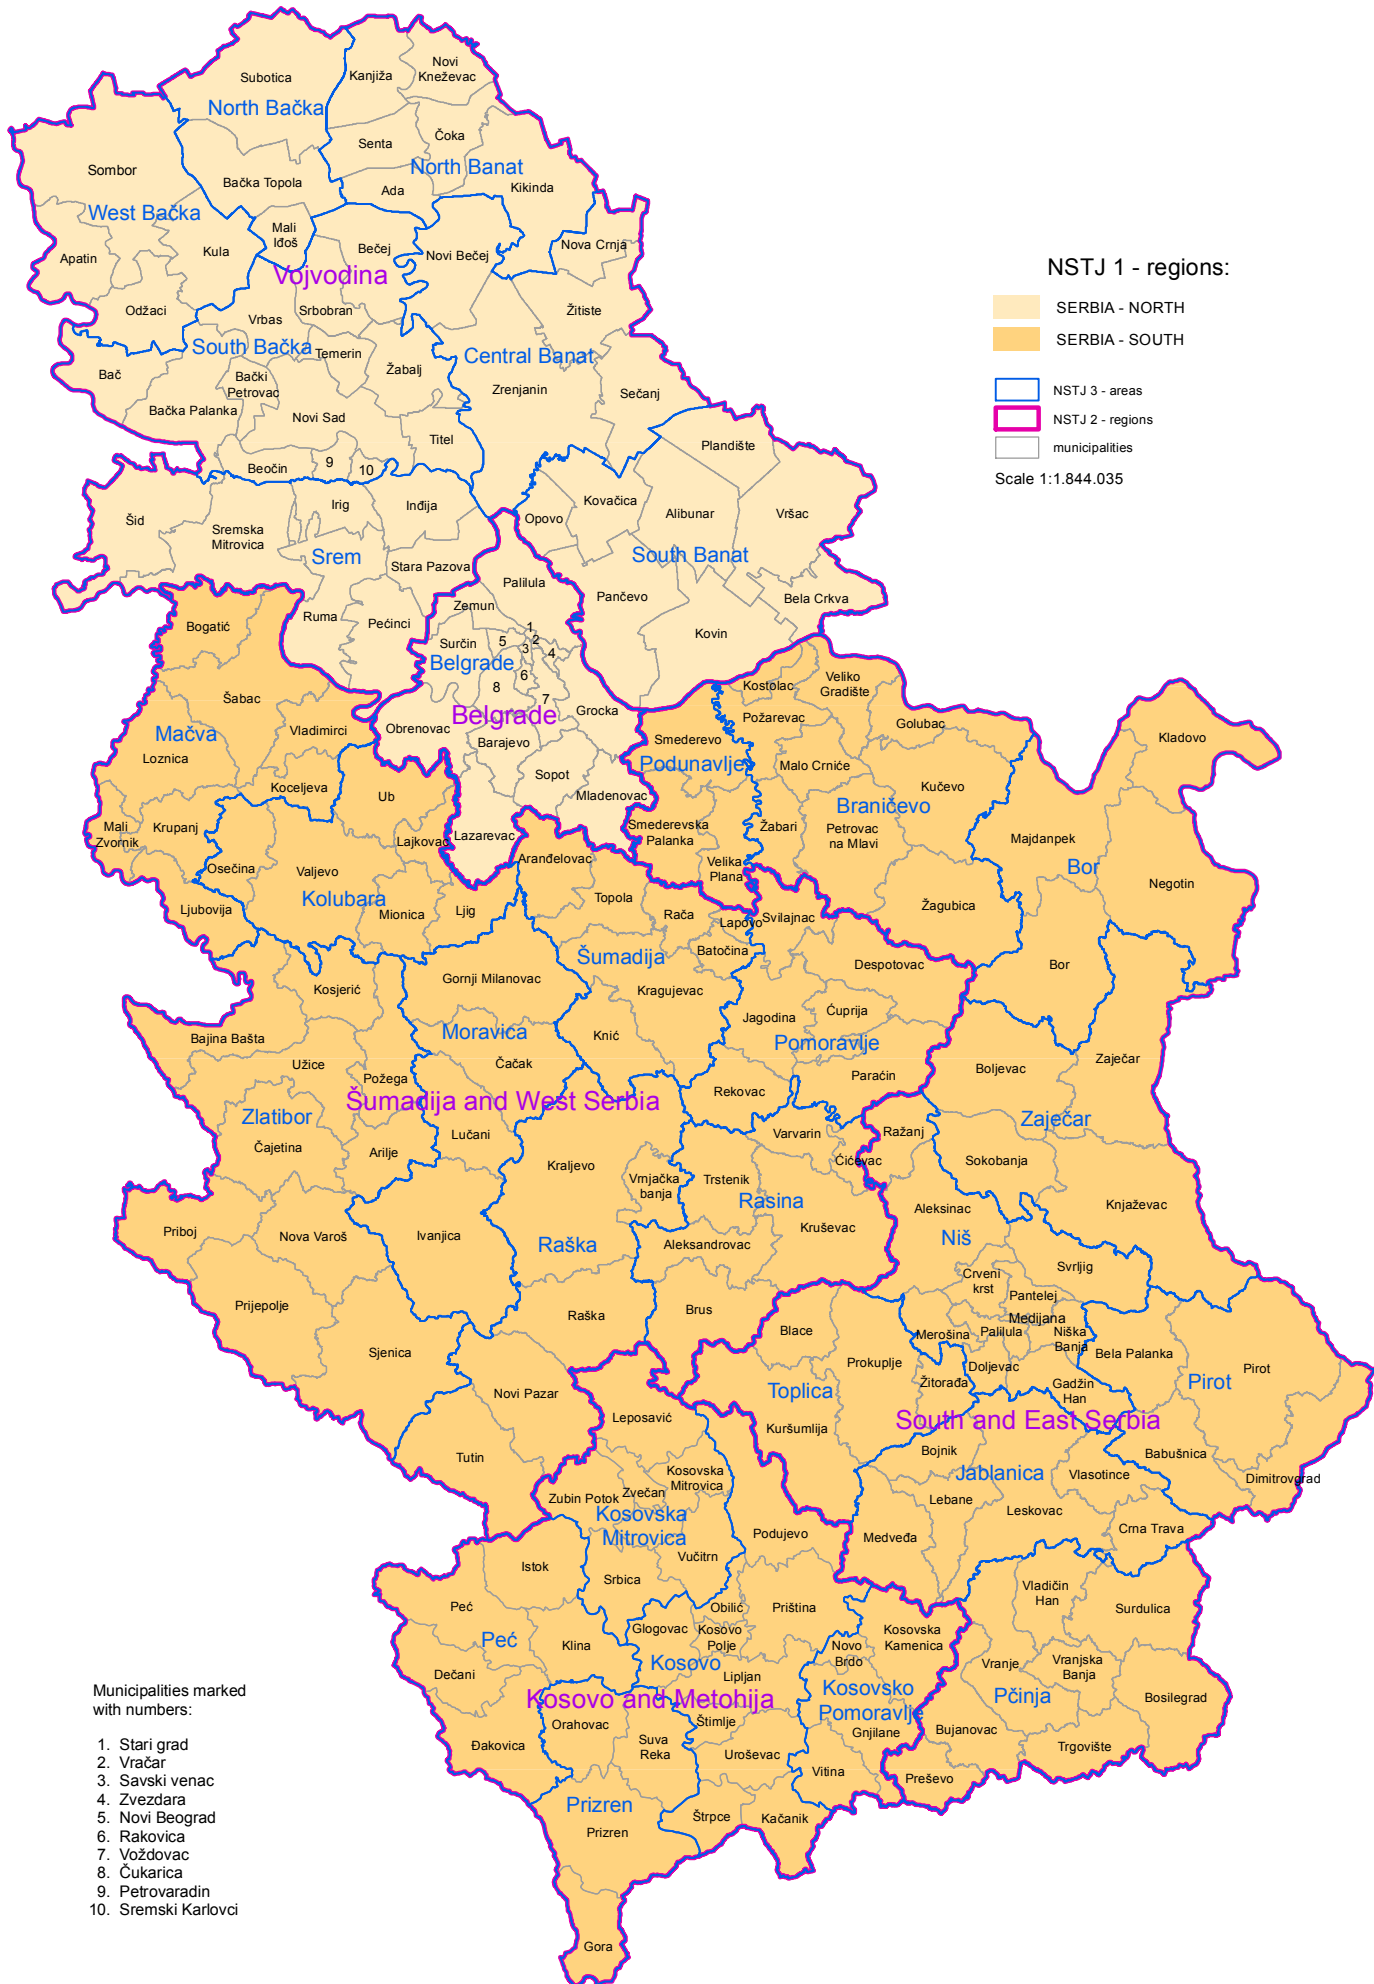 Subotica
Kanjiža
Novi
Kneževac
North Bačka
Čoka
Senta
Sombor
North Banat
Bačka Topola
Ada
Kikinda
West Bačka
Mali
Iđoš
Bečej
Nova Crnja
Kula
Novi Bečej
Apatin
Vojvodina
Odžaci
Srbobran
Žitiste
Vrbas
South Bačka
Temerin
Central Banat
Žabalj
Bač
Bački
Petrovac
Zrenjanin
Sečanj
Bačka Palanka
Novi Sad
Titel
Plandište
Beočin
9
10
Irig
Inđija
Kovačica
Alibunar
Vršac
Šid
Sremska
Mitrovica
Opovo
Srem
South Banat
Stara Pazova
Palilula
Pančevo
Bela Crkva
Zemun
Ruma
Pećinci
Bogatić
1
2
3
4
5
6
7
8
Surčin
Kovin
Belgrade
Šabac
Kostolac
Veliko
Gradište
Grocka
Belgrade
Požarevac
Golubac
Obrenovac
Vladimirci
Mačva
Barajevo
Smederevo
Kladovo
Loznica
Podunavlje
Malo Crniće
Sopot
Koceljeva
Ub
Mladenovac
Kučevo
Braničevo
Mali
Zvornik
Krupanj
Lajkovac
Lazarevac
Smederevska
Palanka
Žabari
Petrovac
na Mlavi
Majdanpek
Aranđelovac
Velika
Plana
Bor
Osečina
Valjevo
Negotin
Kolubara
Topola
Žagubica
Ljubovija
Mionica
Ljig
Rača
Lapovo
Svilajnac
Batočina
Šumadija
Despotovac
Bor
Gornji Milanovac
Kosjerić
Kragujevac
Jagodina
Ćuprija
Moravica
Knić
Bajina Bašta
Pomoravlje
Zaječar
Užice
Čačak
Boljevac
Požega
Paraćin
Rekovac
Šumadija and West Serbia
Zlatibor
Zaječar
Lučani
Varvarin
Ražanj
Čajetina
Arilje
Ćićevac
Sokobanja
Kraljevo
Vrnjačka
banja
Trstenik
Rasina
Knjaževac
Aleksinac
Priboj
Nova Varoš
Ivanjica
Kruševac
Niš
Raška
Aleksandrovac
Crveni
krst
Svrljig
Pantelej
Prijepolje
Raška
Brus
Medijana
Blace
Merošina
Palilula
Niška
Banja
Bela Palanka
Sjenica
Prokuplje
Doljevac
Pirot
Pirot
Novi Pazar
Toplica
Žitorađa
Gadžin
Han
Leposavić
Kuršumlija
South and East Serbia
Tutin
Bojnik
Babušnica
Kosovska
Mitrovica
Jablanica
Vlasotince
Dimitrovgrad
Zubin Potok
Zvečan
Lebane
Leskovac
Kosovska
Mitrovica
Crna Trava
Podujevo
Medveđa
Vučitrn
Istok
Srbica
Vladičin
Han
Surdulica
Peć
Obilić
Priština
Glogovac
Kosovo
Polje
Kosovska
Kamenica
Peć
Klina
Novo
Brdo
Kosovo
Vranje
Vranjska
Banja
Dečani
Lipljan
Kosovsko
Pomoravlje
Pčinja
Bosilegrad
Kosovo and Metohija
Orahovac
Štimlje
Gnjilane
Bujanovac
Đakovica
Suva
Reka
Uroševac
Trgovište
Vitina
Preševo
Prizren
Štrpce
Kačanik
Prizren
Gora
NSTJ 1 - regions:
SERBIA - NORTH
SERBIA - SOUTH
NSTJ 3 - areas
NSTJ 2 - regions
municipalities
Scale 1:1.844.035
Municipalities marked
with numbers:
1. Stari grad
2. Vračar
3. Savski venac
4. Zvezdara
5. Novi Beograd
6. Rakovica
7. Voždovac
8. Čukarica
9. Petrovaradin
10. Sremski Karlovci